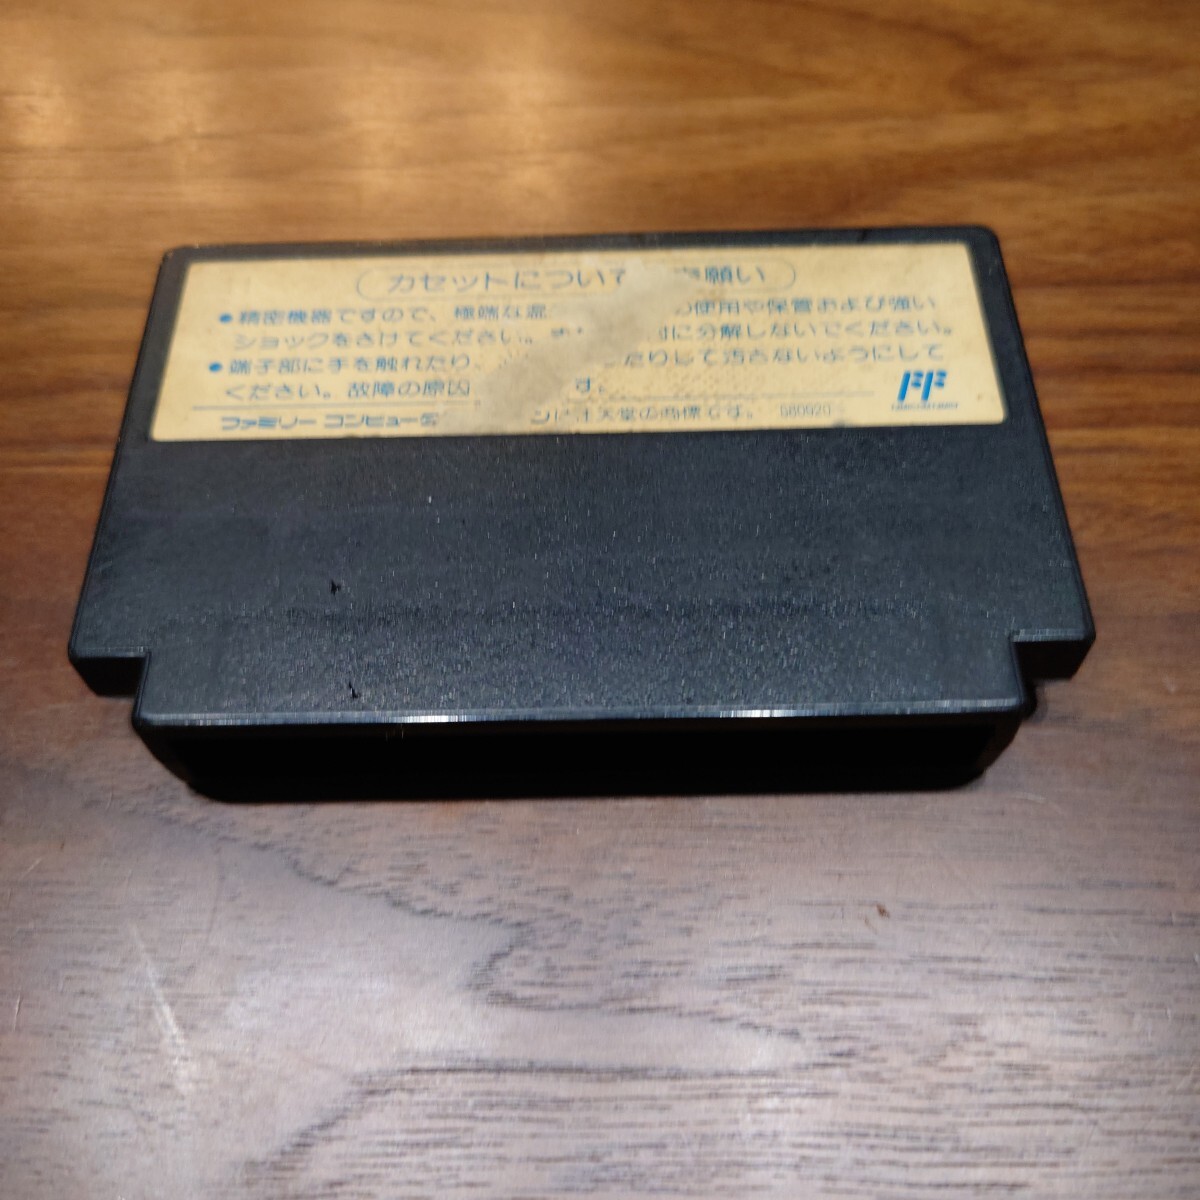 カセットについて 願い
●精密機器ですので、極端な温 の使用や保管および強い
ショックをさけてください。また に分解しないでください。
●端子部に手を触れたり、 たりして汚さないようにして
ください。故障の原因 す。
ファミリーコンピュータ ンは任天堂の商標です。
FF